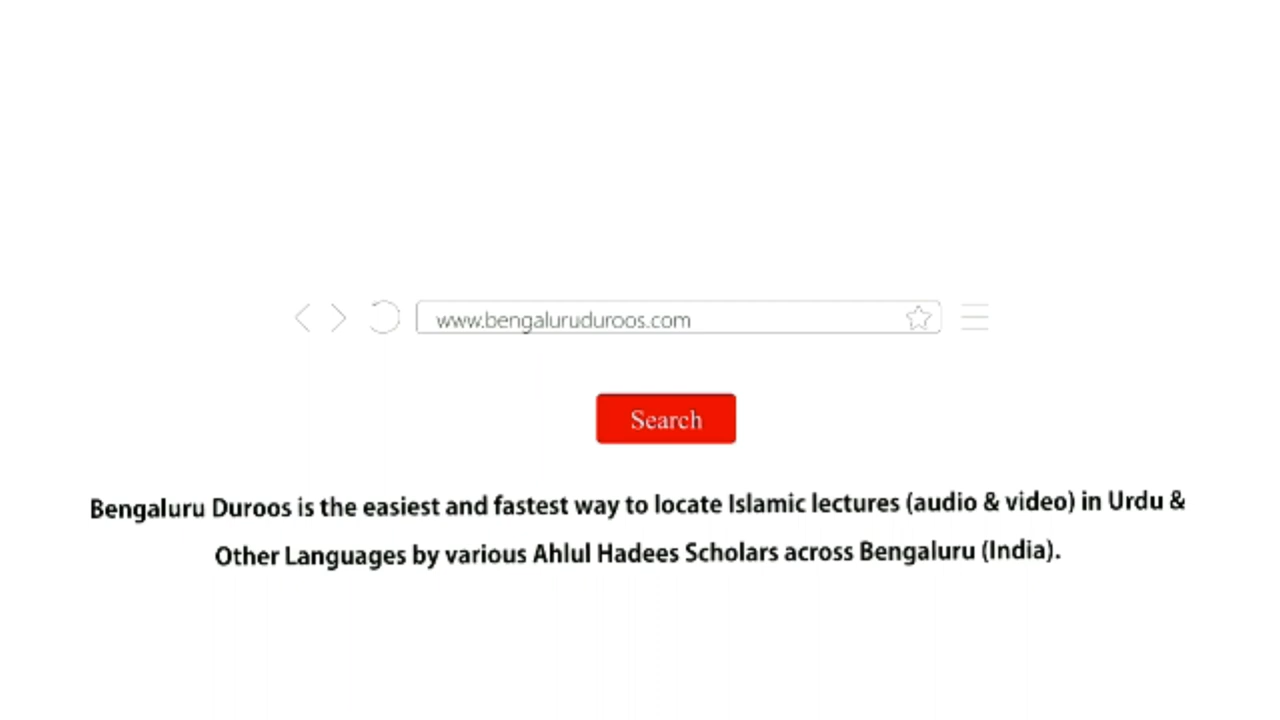 www.bengaluruduroos.com
Search
Bengaluru Duroos is the easiest and fastest way to locate Islamic lectures (audio & video) in Urdu &
Other Languages by various Ahlul Hadees Scholars across Bengaluru (India).